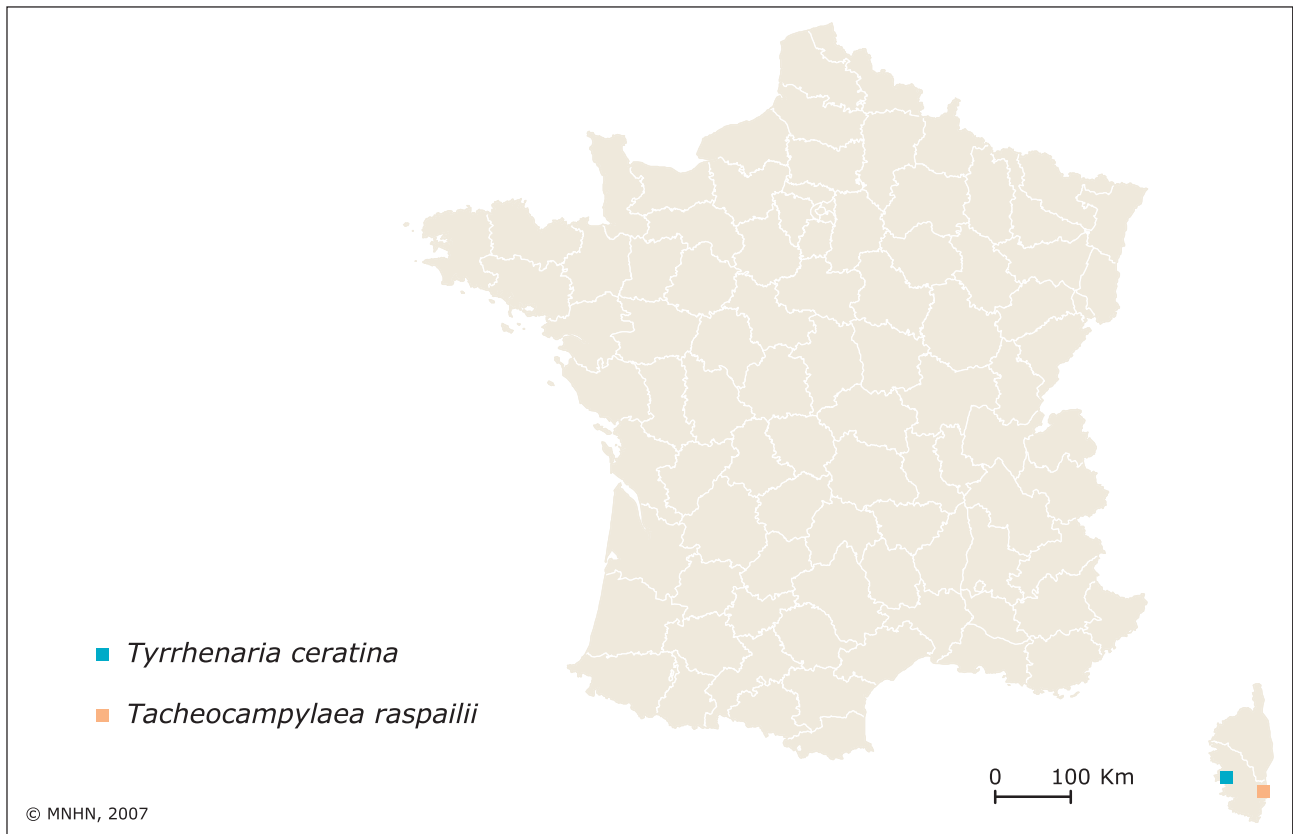 Tyrrhenaria ceratina
Tacheocampylaea raspailii
0 100 Km
© MNHN, 2007